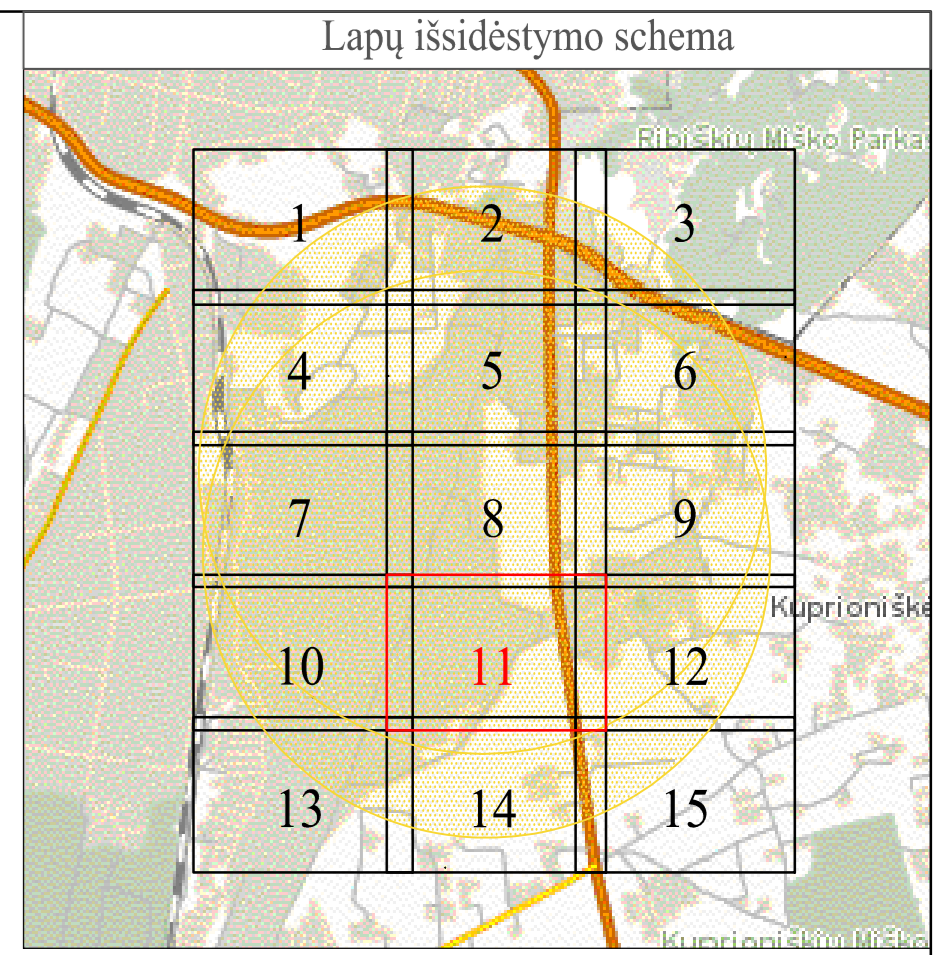 Lapų išsidėstymo schema
Ribiškių Miško Parkas
1 2 3
4 5 6
7 8 9
Kuprioniškė
10 11 12
13 14 15
Kuprioniškių Miško